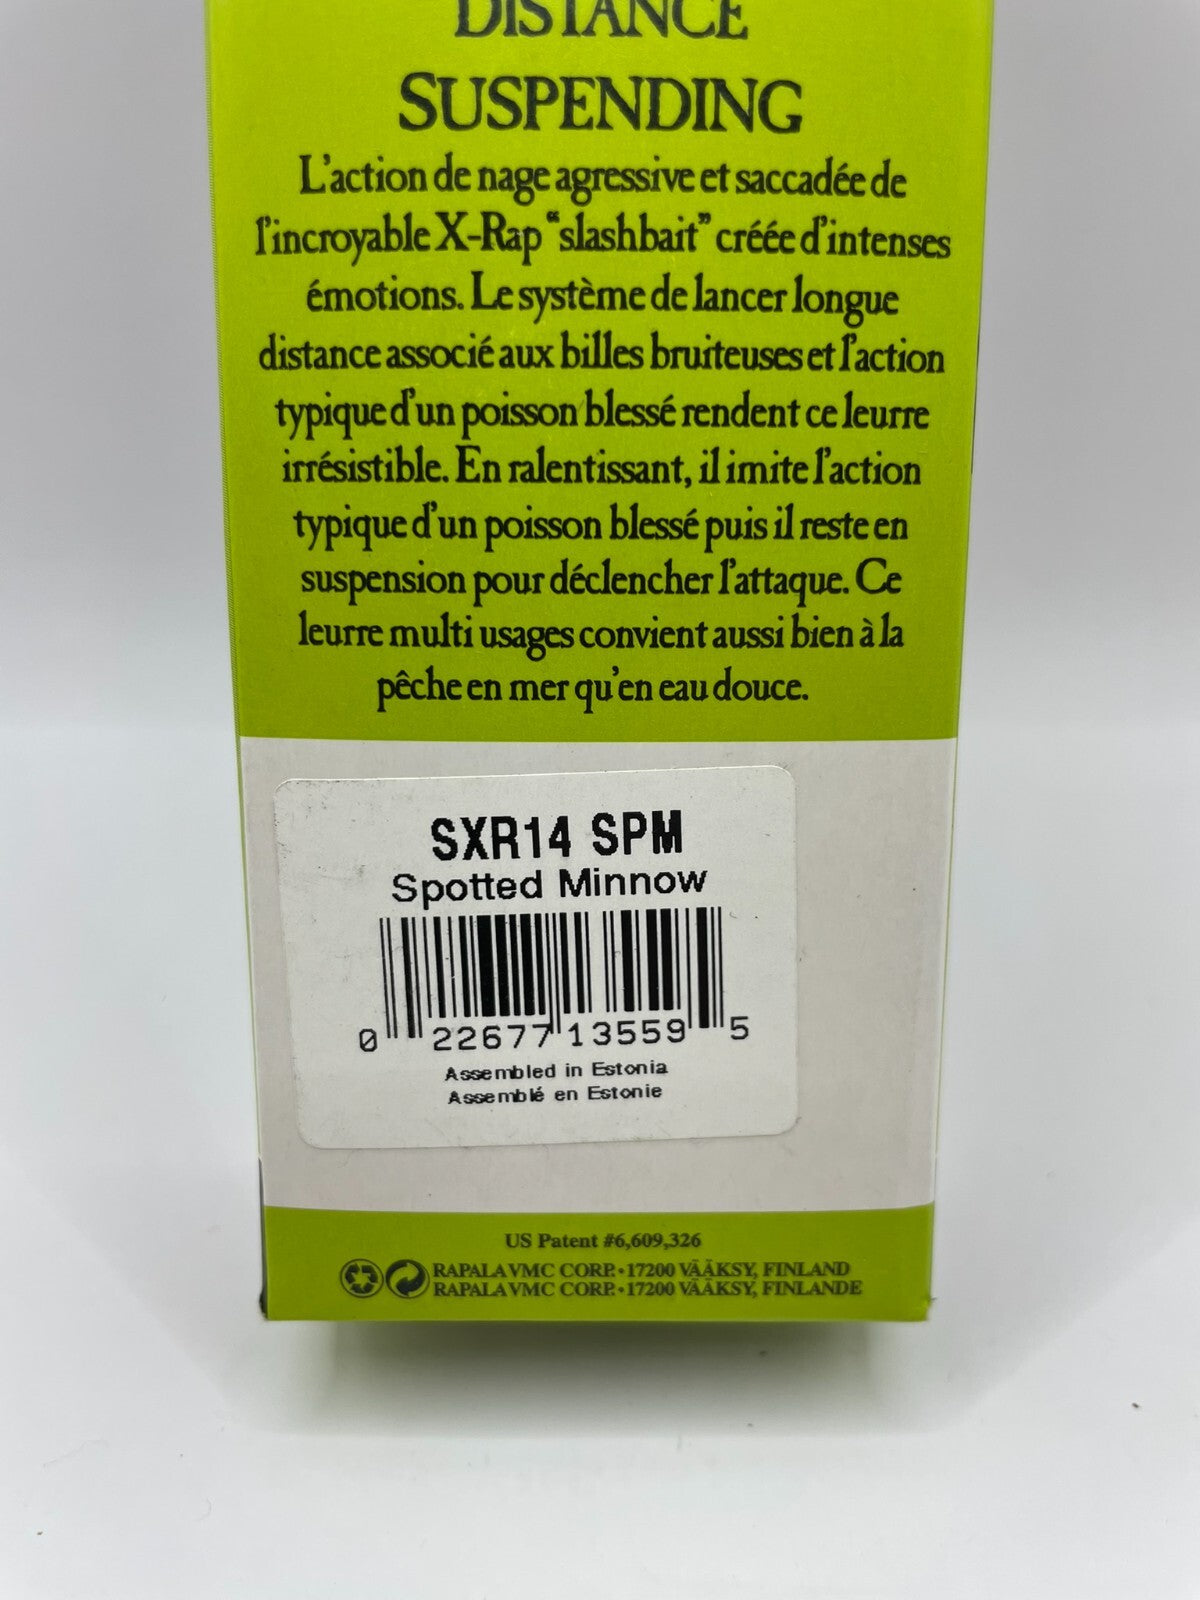 DISTANCE
SUSPENDING
L'action de nage agressive et saccadée de
l'incroyable X-Rap “slashbait” créée d'intenses
émotions. Le système de lancer longue
distance associé aux billes bruiteuses et l'action
typique d'un poisson blessé rendent ce leurre
irrésistible. En ralentissant, il imite l'action
typique d'un poisson blessé puis il reste en
suspension pour déclencher l'attaque. Ce
leurre multi usages convient aussi bien à la
pêche en mer qu'en eau douce.
SXR14 SPM
Spotted Minnow
0 22677 13559 5
Assembled in Estonia
Assemblé en Estonie
US Patent #6,609,326
RAPALA VMC CORP. • 17200 VÄÄKSY, FINLAND
RAPALA VMC CORP. • 17200 VÄÄKSY, FINLANDE